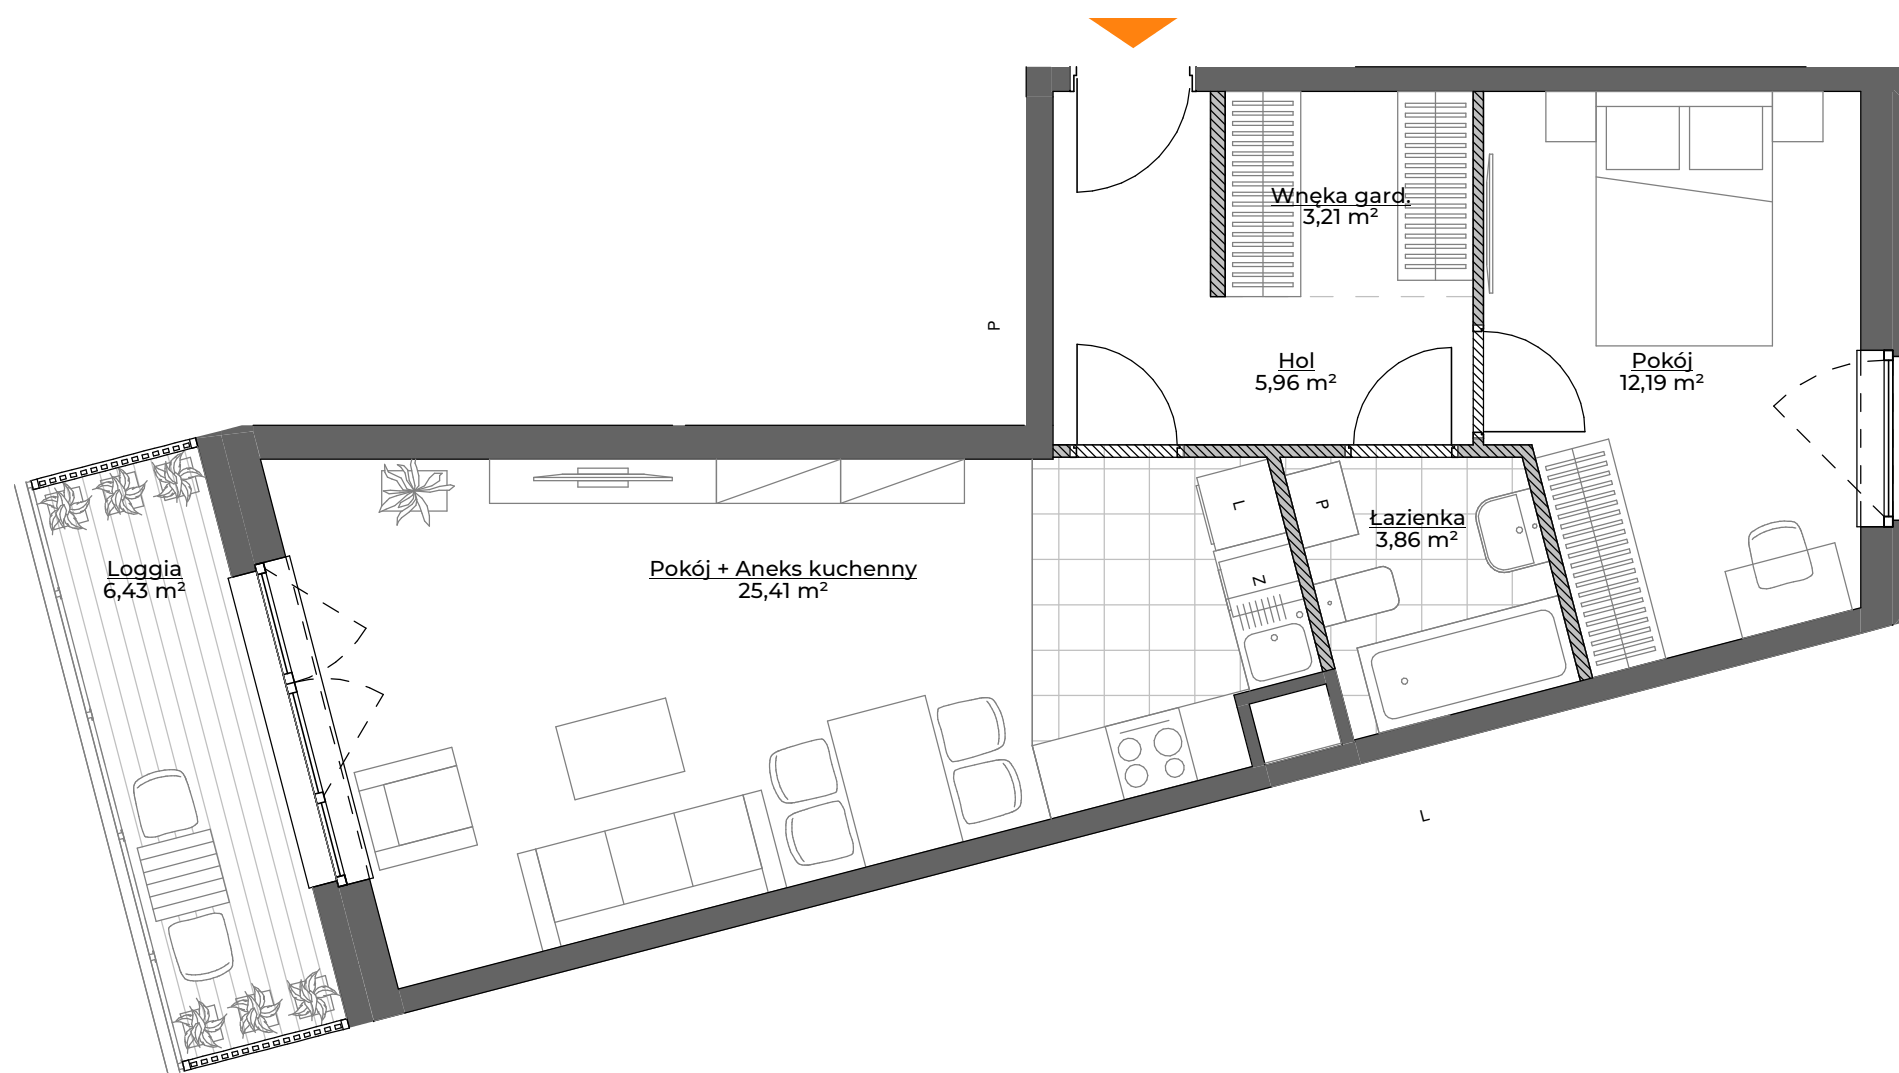 Wnęka gard.
3,21 m²
P
Hol
5,96 m²
Pokój
12,19 m²
L
P
Łazienka
3,86 m²
Loggia
6,43 m²
Pokój + Aneks kuchenny
25,41 m²
Z
L